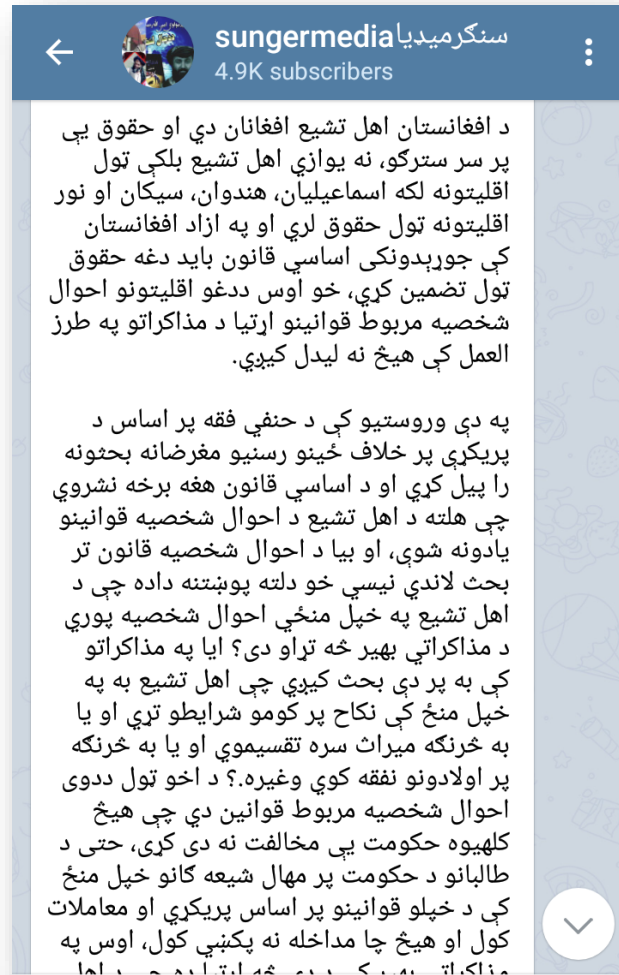 sungermediaسنګرمیډیا
4.9K subscribers
د افغانستان اهل تشیع افغانان دي او حقوق یې
پر سر سترګو، نه یوازې اهل تشیع بلکې ټول
اقلیتونه لکه اسماعیلیان، هندوان، سیکان او نور
اقلیتونه ټول حقوق لري او په ازاد افغانستان
کې جوړېدونکی اساسي قانون باید دغه حقوق
ټول تضمین کړي، خو اوس ددغو اقلیتونو احوال
شخصیه مربوط قوانینو اړتیا د مذاکراتو په طرز
العمل کې هیڅ نه لیدل کیږي.
په دې وروستیو کې د حنفي فقه پر اساس د
پریکړې پر خلاف ځینو رسنیو مغرضانه بحثونه
را پیل کړي او د اساسي قانون هغه برخه نشروي
چې هلته د اهل تشیع د احوال شخصیه قوانینو
یادونه شوې، او بیا د احوال شخصیه قانون تر
بحث لاندې نیسي خو دلته پوښتنه داده چې د
اهل تشیع په خپل منځي احوال شخصیه پورې
د مذاکراتي بهیر څه تړاو دی؟ ایا په مذاکراتو
کې به پر دې بحث کیږي چې اهل تشیع به په
خپل منځ کې نکاح پر کومو شرایطو تړي او یا
به څرنګه میراث سره تقسیموي او یا به څرنګه
پر اولادونو نفقه کوي وغیره.؟ د اخو ټول ددوی
احوال شخصیه مربوط قوانین دي چې هیڅ
کلهیوه حکومت یې مخالفت نه دی کړی، حتی د
طالبانو د حکومت پر مهال شیعه ګانو خپل منځ
کې د خپلو قوانینو پر اساس پریکړې او معاملات
کول او هیڅ چا مداخله نه پکښې کول، اوس په